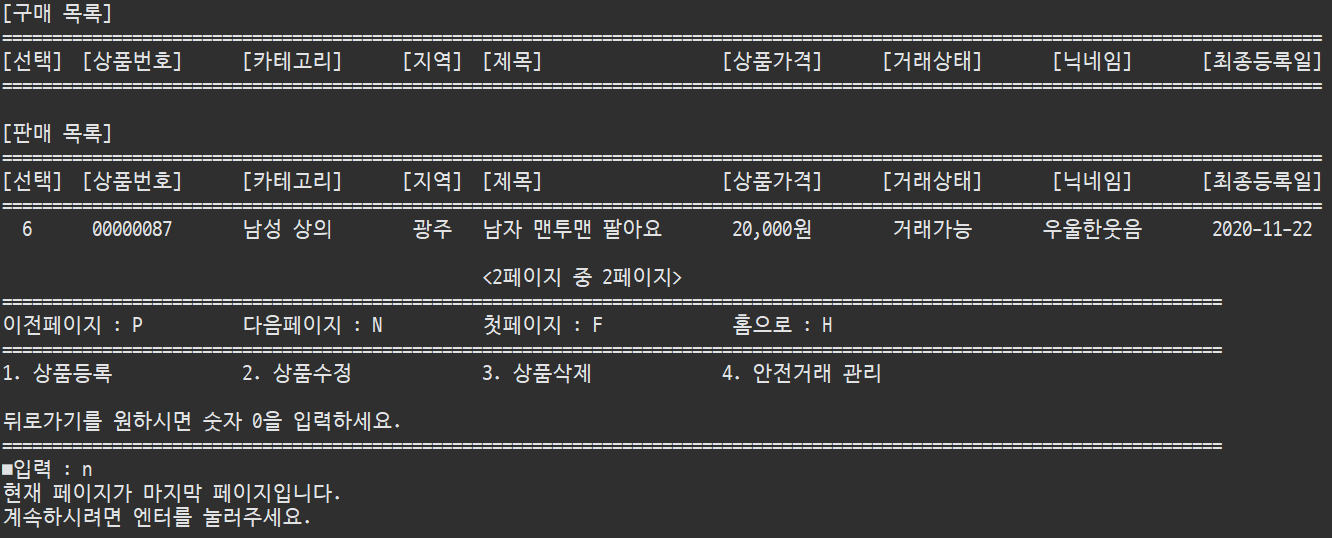 [구매 목록]
====================================================================================================================================
[선택]  [상품번호]      [카테고리]      [지역]  [제목]                  [상품가격]      [거래상태]       [닉네임]       [최종등록일]
====================================================================================================================================
[판매 목록]
====================================================================================================================================
[선택]  [상품번호]      [카테고리]      [지역]  [제목]                  [상품가격]      [거래상태]       [닉네임]       [최종등록일]
====================================================================================================================================
6      00000087       남성 상의        광주   남자 맨투맨 팔아요       20,000원        거래가능       우울한웃음       2020-11-22
<2페이지 중 2페이지>
==========================================================================================================================
이전페이지 : P          다음페이지 : N          첫페이지 : F             홈으로 : H
==========================================================================================================================
1. 상품등록             2. 상품수정             3. 상품삭제             4. 안전거래 관리
뒤로가기를 원하시면 숫자 0을 입력하세요.
==========================================================================================================================
■입력 : n
현재 페이지가 마지막 페이지입니다.
계속하시려면 엔터를 눌러주세요.